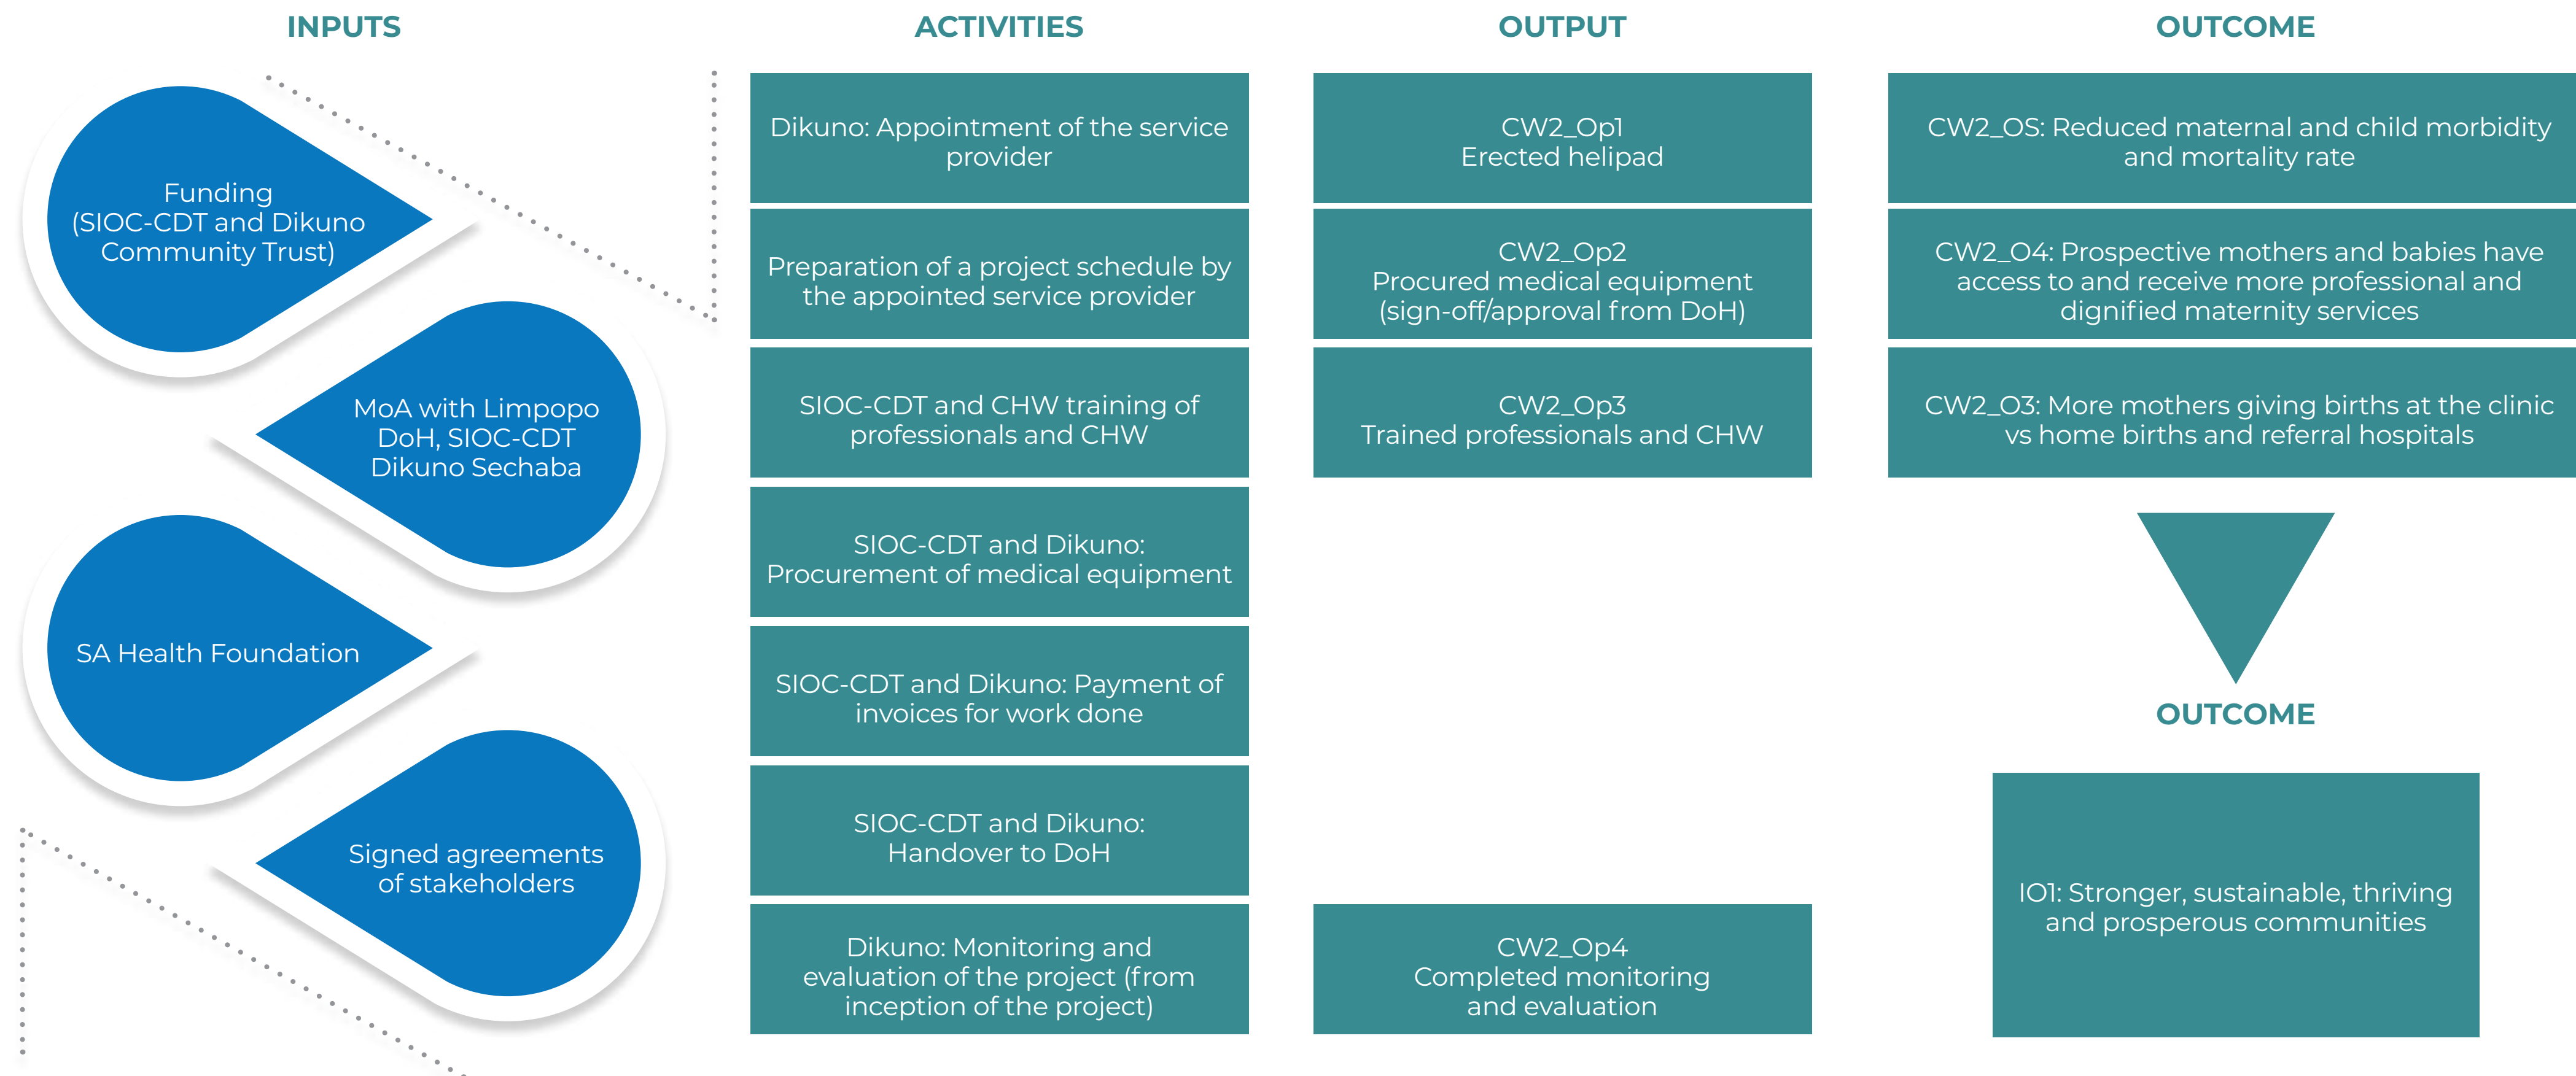 INPUTS
Funding
(SIOC-CDT and Dikuno
Community Trust)
MoA with Limpopo
DoH, SIOC-CDT
Dikuno Sechaba
SA Health Foundation
Signed agreements
of stakeholders
ACTIVITIES
Dikuno: Appointment of the service
provider
Preparation of a project schedule by
the appointed service provider
SIOC-CDT and CHW training of
professionals and CHW
SIOC-CDT and Dikuno:
Procurement of medical equipment
SIOC-CDT and Dikuno: Payment of
invoices for work done
SIOC-CDT and Dikuno:
Handover to DoH
Dikuno: Monitoring and
evaluation of the project (from
inception of the project)
OUTPUT
CW2_Op1
Erected helipad
CW2_Op2
Procured medical equipment
(sign-off/approval from DoH)
CW2_Op3
Trained professionals and CHW
CW2_Op4
Completed monitoring
and evaluation
OUTCOME
CW2_OS: Reduced maternal and child morbidity
and mortality rate
CW2_O4: Prospective mothers and babies have
access to and receive more professional and
dignified maternity services
CW2_O3: More mothers giving births at the clinic
vs home births and referral hospitals
OUTCOME
IO1: Stronger, sustainable, thriving
and prosperous communities